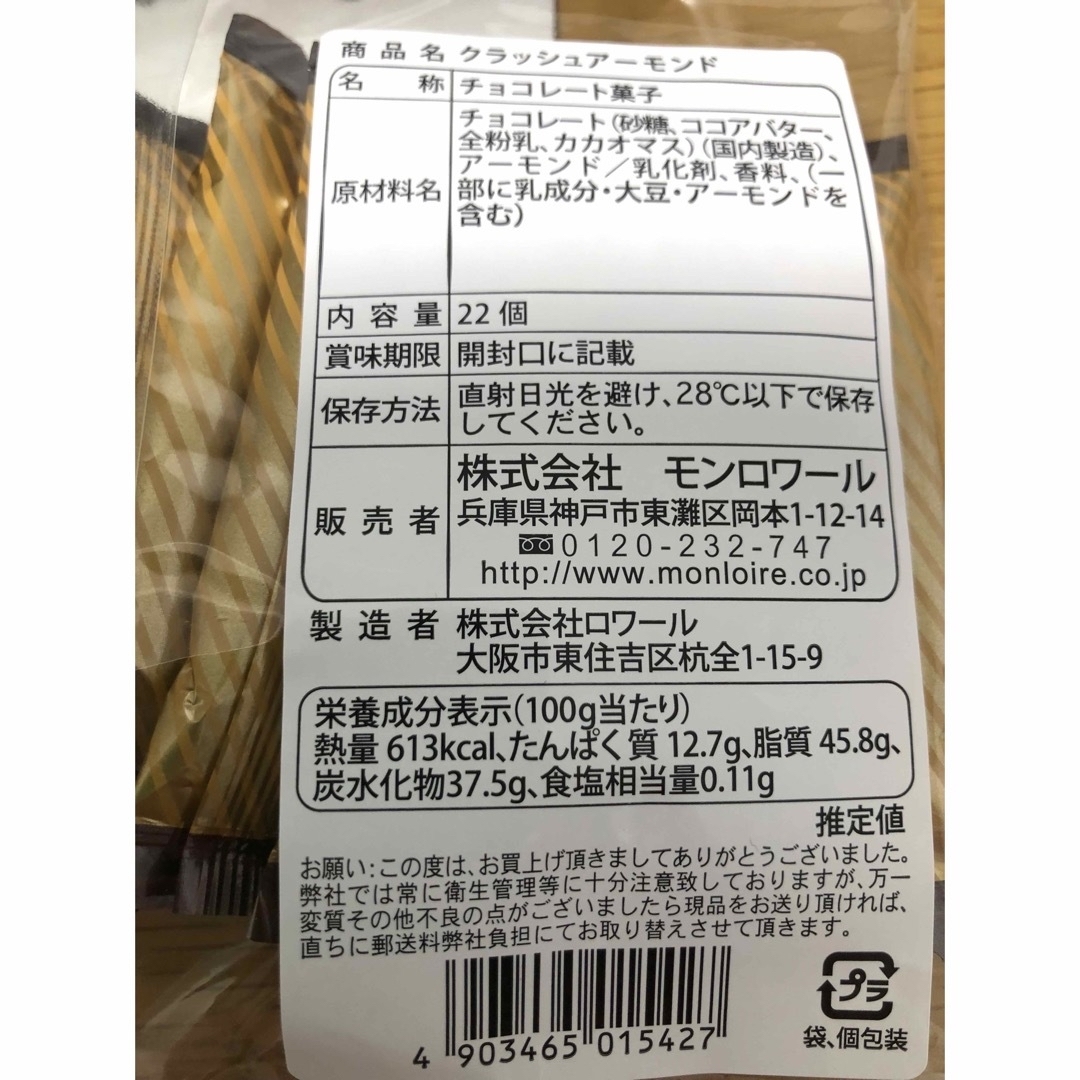 商品名 クラッシュアーモンド
名称 チョコレート菓子
原材料名 チョコレート(砂糖、ココアバター、
全粉乳、カカオマス)(国内製造)、
アーモンド／乳化剤、香料、(一
部に乳成分・大豆・アーモンドを
含む)
内容量 22個
賞味期限 開封口に記載
保存方法 直射日光を避け、28℃以下で保存
してください。
販売者 株式会社 モンロワール
兵庫県神戸市東灘区岡本1-12-14
0120-232-747
http://www.monloire.co.jp
製造者 株式会社ロワール
大阪市東住吉区杭全1-15-9
栄養成分表示(100g当たり)
熱量 613kcal、たんぱく質 12.7g、脂質 45.8g、
炭水化物37.5g、食塩相当量0.11g
推定値
お願い:この度は、お買上げ頂きましてありがとうございました。
弊社では常に衛生管理等に十分注意致しておりますが、万一
変質その他不良の点がございましたら現品をお送り頂ければ、
直ちに郵送料弊社負担にてお取り替えさせて頂きます。
プラ
袋、個包装
4 903465 015427